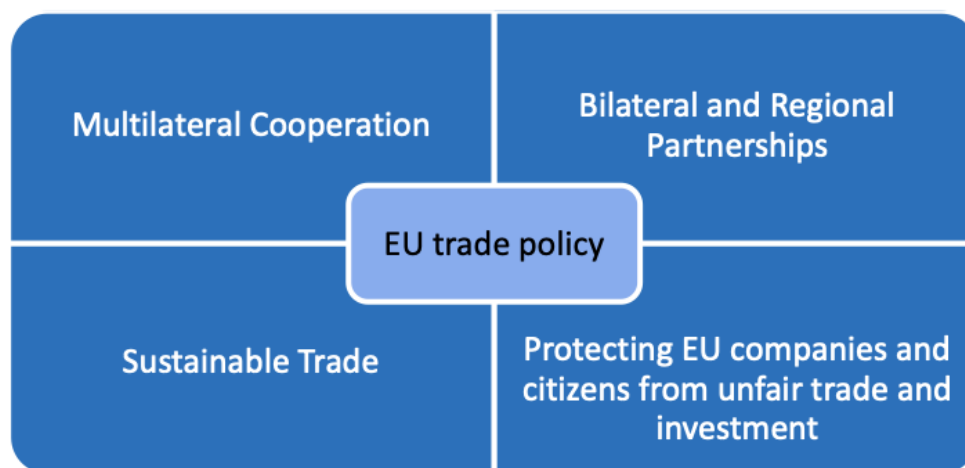 Multilateral Cooperation
Bilateral and Regional
Partnerships
EU trade policy
Sustainable Trade
Protecting EU companies and
citizens from unfair trade and
investment